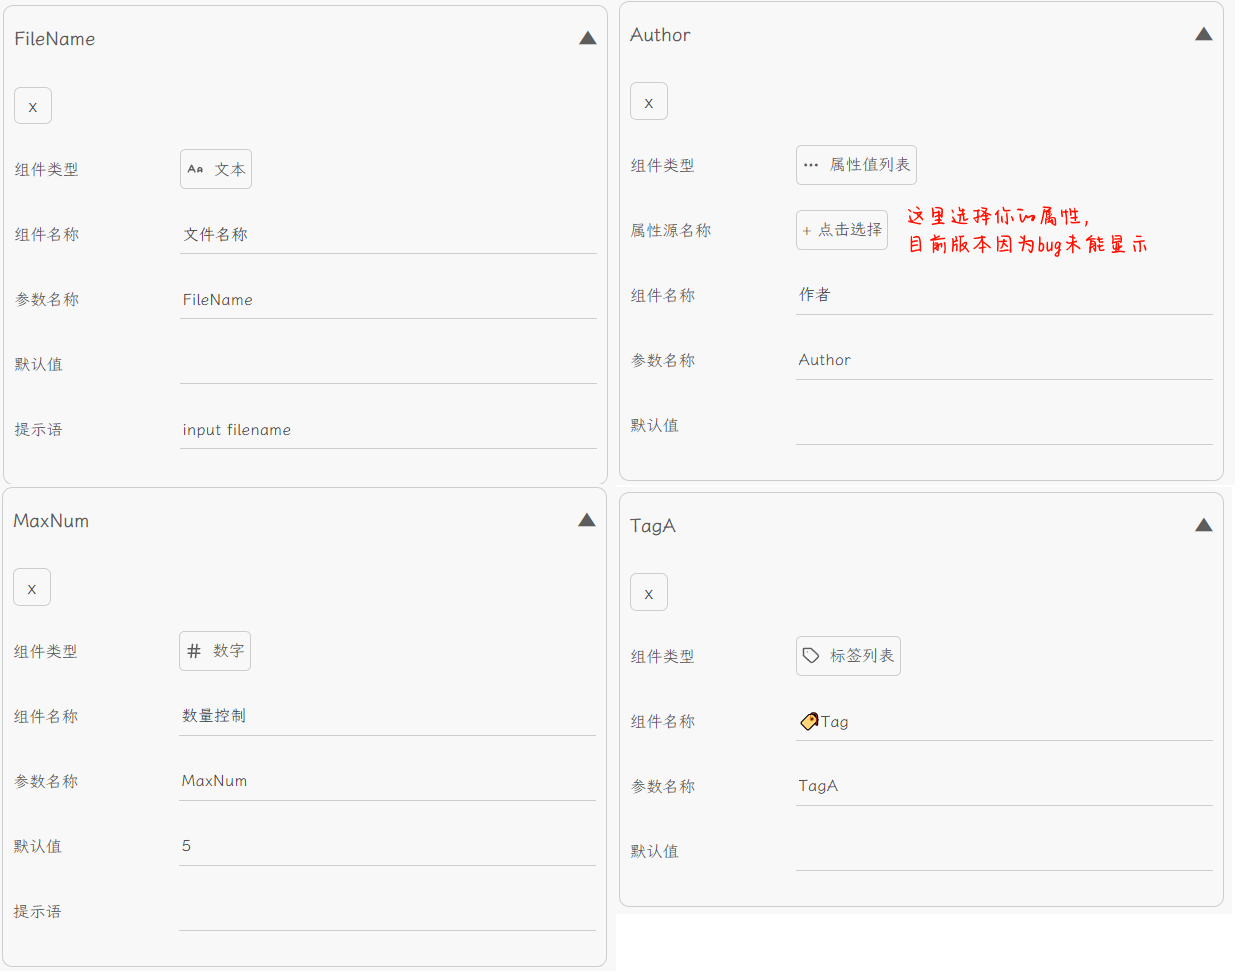 FileName
x
组件类型
文本
组件名称
文件名称
参数名称
FileName
默认值
提示语
input filename
Author
x
组件类型
属性值列表
属性源名称
+ 点击选择
这里选择你的属性,
目前版本因为bug未能显示
组件名称
作者
参数名称
Author
默认值
MaxNum
x
组件类型
# 数字
组件名称
数量控制
参数名称
MaxNum
默认值
5
提示语
TagA
x
组件类型
标签列表
组件名称
Tag
参数名称
TagA
默认值